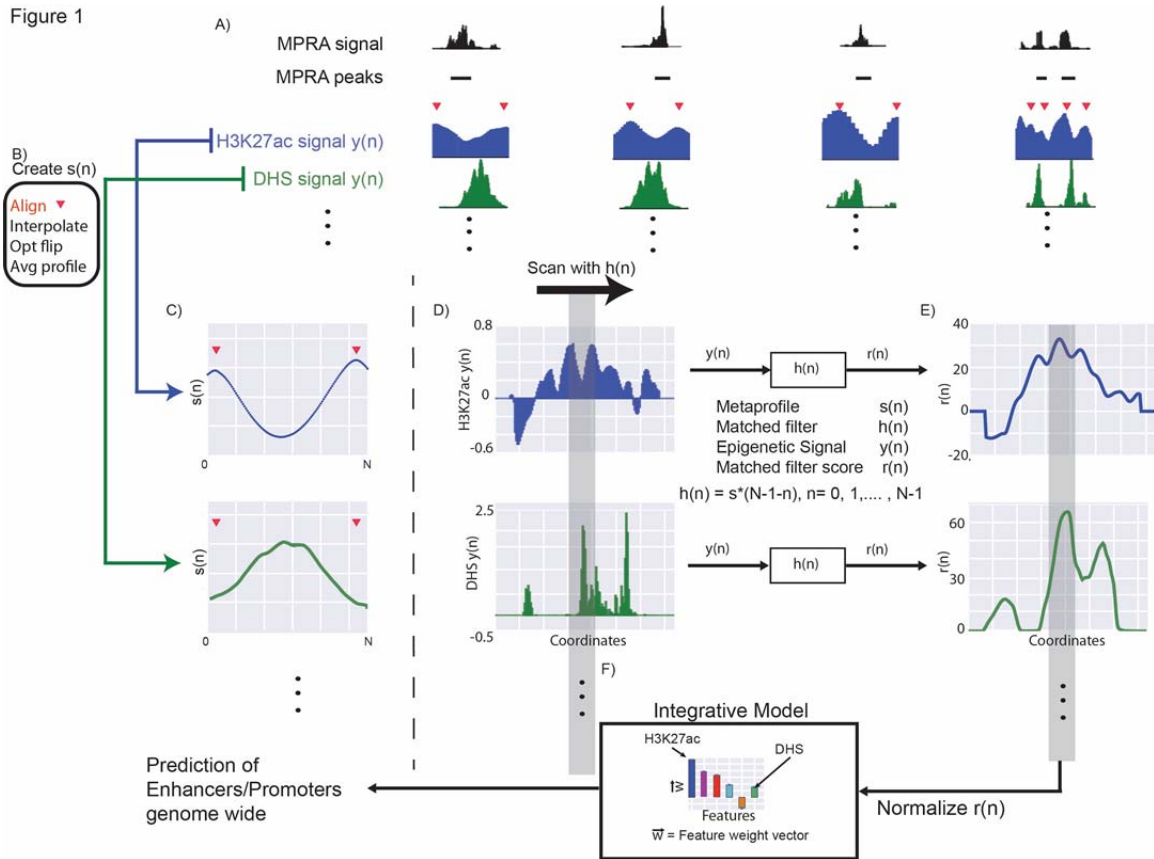 Figure 1
A)
MPRA signal
MPRA peaks
H3K27ac signal y(n)
DHS signal y(n)
B)
Create s(n)
Align
Interpolate
Opt flip
Avg profile
Scan with h(n)
C)
s(n)
0
N
s(n)
0
N
D)
0.8
0
-0.6
H3K27ac y(n)
2.5
-0.5
DHS y(n)
Coordinates
y(n)
h(n)
r(n)
Metaprofile s(n)
Matched filter h(n)
Epigenetic Signal y(n)
Matched filter score r(n)
h(n) = s*(N-1-n), n= 0, 1,.... , N-1
y(n)
h(n)
r(n)
E)
40
20
0
-20
r(n)
60
30
0
r(n)
Coordinates
F)
Integrative Model
H3K27ac
DHS
w
Features
w = Feature weight vector
Normalize r(n)
Prediction of
Enhancers/Promoters
genome wide